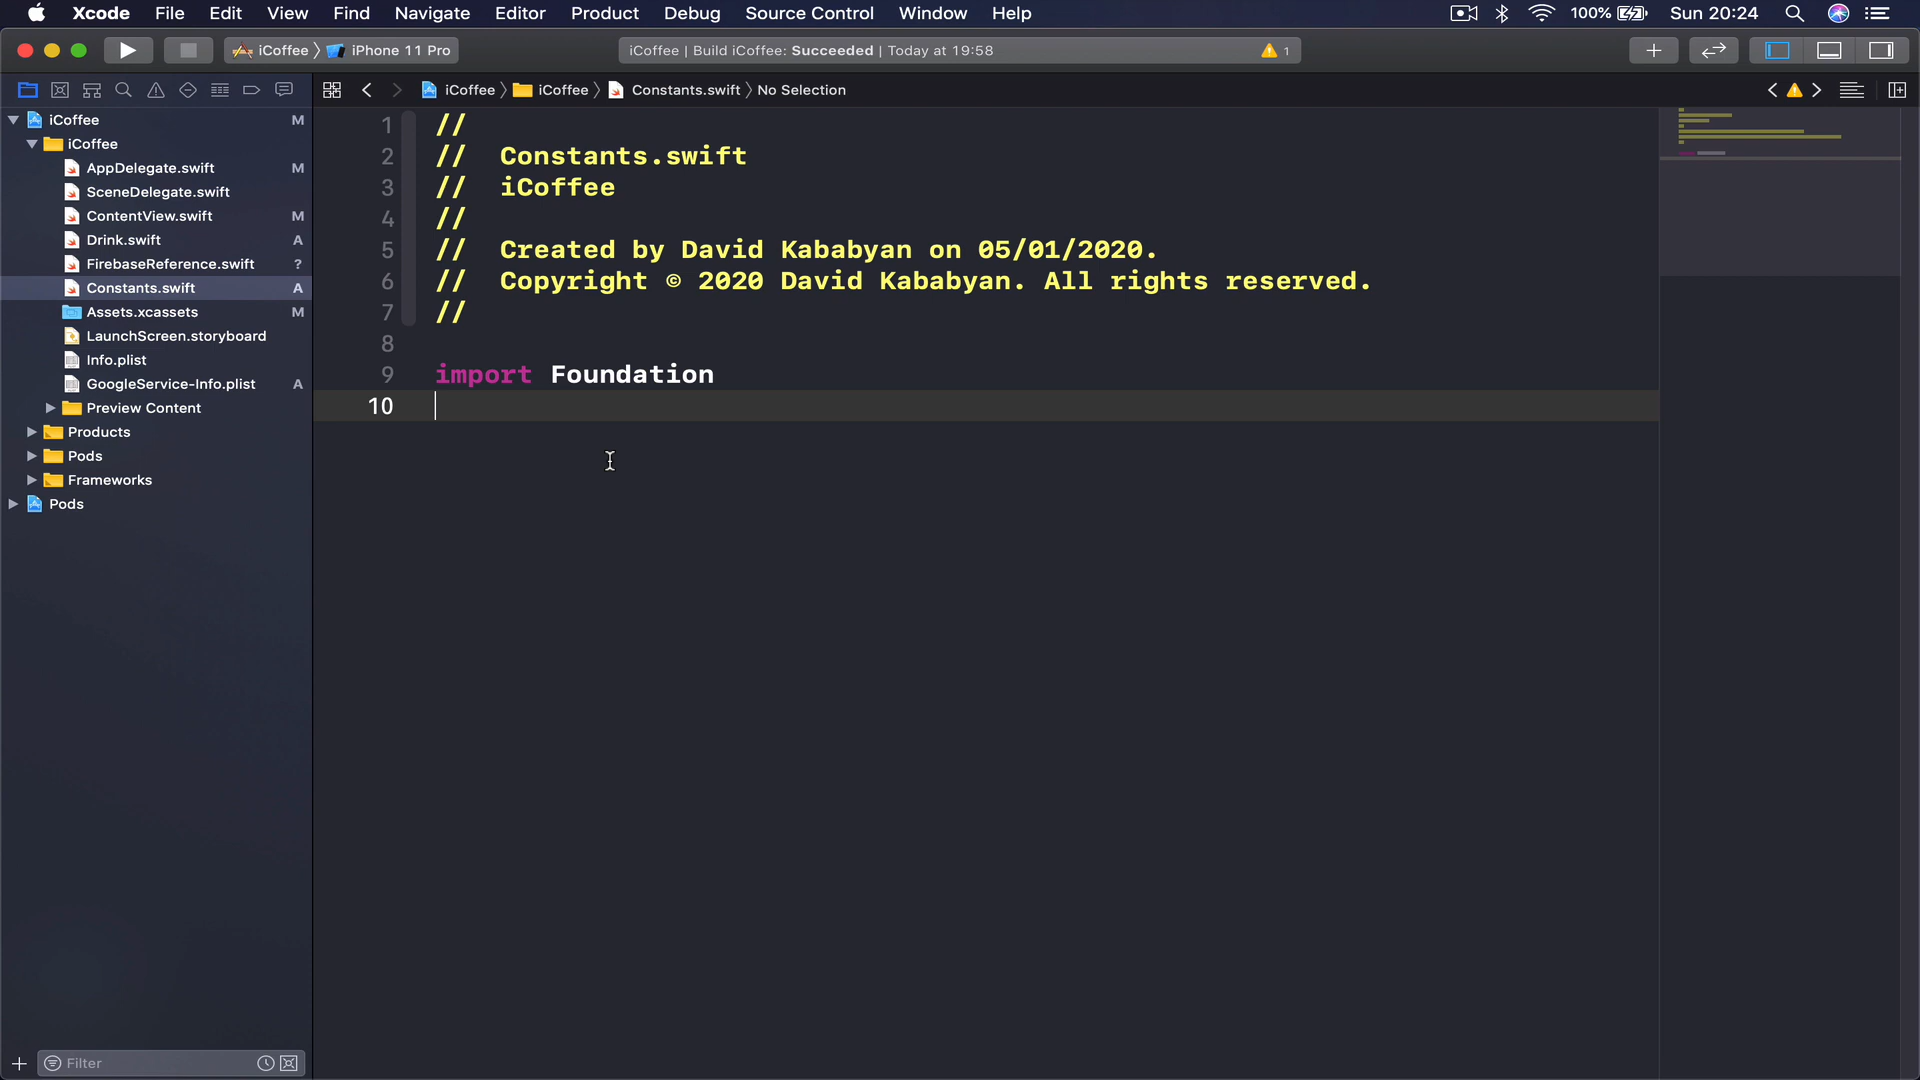 Xcode File Edit View Find Navigate Editor Product Debug Source Control Window Help 100% Sun 20:24
iCoffee iPhone 11 Pro iCoffee | Build iCoffee: Succeeded | Today at 19:58 1
iCoffee iCoffee Constants.swift No Selection
iCoffee M
iCoffee
AppDelegate.swift M
SceneDelegate.swift
ContentView.swift M
Drink.swift A
FirebaseReference.swift ?
Constants.swift A
Assets.xcassets M
LaunchScreen.storyboard
Info.plist
GoogleService-Info.plist A
Preview Content
Products
Pods
Frameworks
Pods
Filter
1 //
2 //  Constants.swift
3 //  iCoffee
4 //
5 //  Created by David Kababyan on 05/01/2020.
6 //  Copyright © 2020 David Kababyan. All rights reserved.
7 //
8
9 import Foundation
10